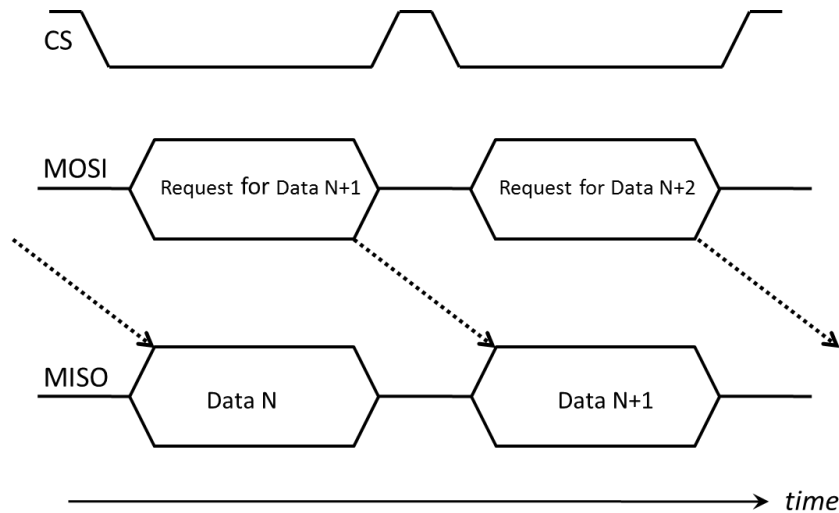 CS
MOSI
Request for Data N+1
Request for Data N+2
MISO
Data N
Data N+1
time